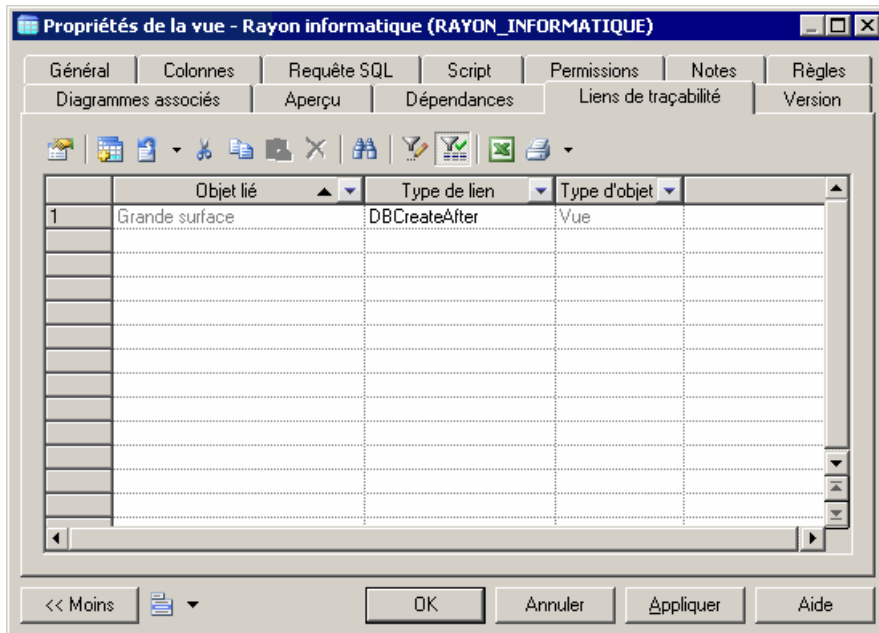 Propriétés de la vue - Rayon informatique (RAYON_INFORMATIQUE)
Général Colonnes Requête SQL Script Permissions Notes Règles
Diagrammes associés Aperçu Dépendances Liens de traçabilité Version
Objet lié Type de lien Type d'objet
1 Grande surface DBCreateAfter Vue
<< Moins OK Annuler Appliquer Aide